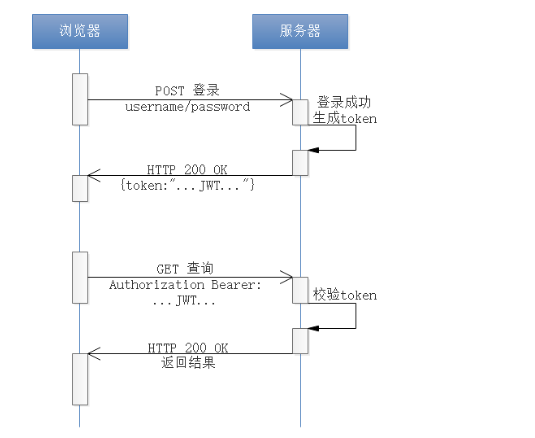 浏览器
服务器
POST 登录
username/password
登录成功
生成token
HTTP 200 OK
{token:"...JWT..."}
GET 查询
Authorization Bearer:
...JWT...
校验token
HTTP 200 OK
返回结果